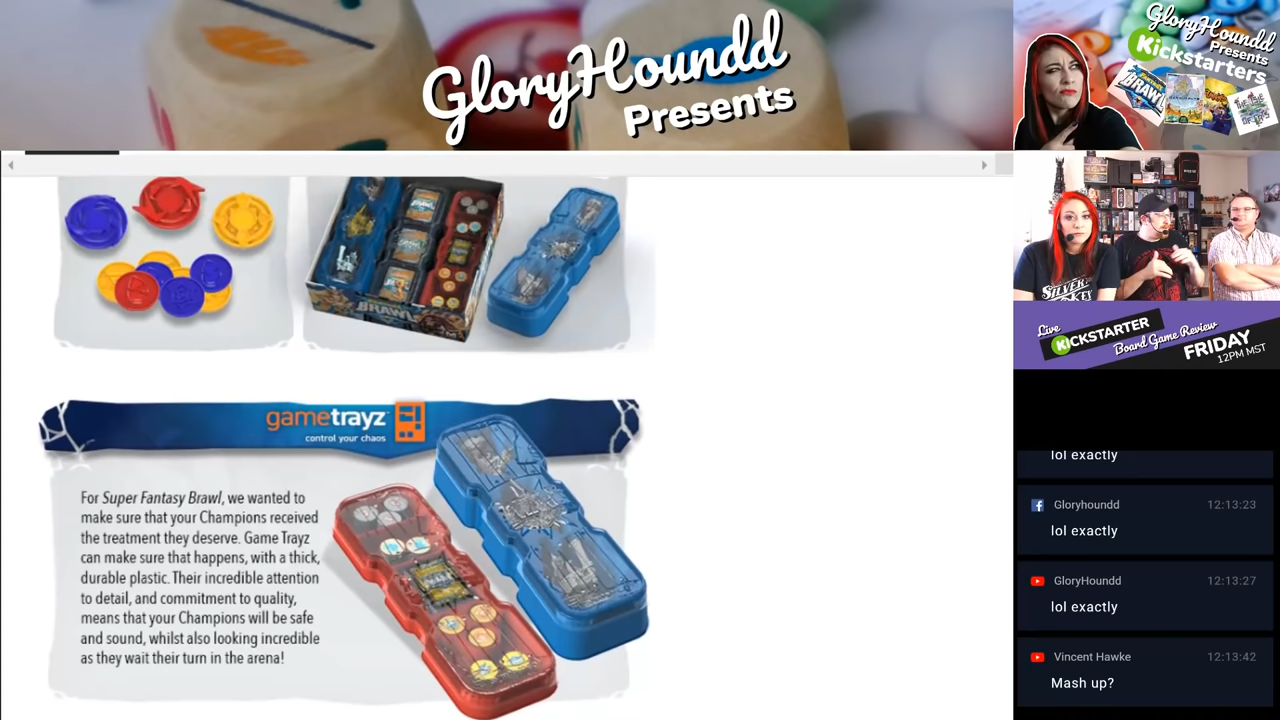 GloryHoundd
Presents
GloryHoundd
Presents
Kickstarters
BRAWL
SILVER
KEY
Live
KICKSTARTER
Board Game Review
FRIDAY
12PM MST
BRAWL
gametrayz
control your chaos
For Super Fantasy Brawl, we wanted to
make sure that your Champions received
the treatment they deserve. Game Trayz
can make sure that happens, with a thick,
durable plastic. Their incredible attention
to detail, and commitment to quality,
means that your Champions will be safe
and sound, whilst also looking incredible
as they wait their turn in the arena!
lol exactly
Gloryhoundd 12:13:23
lol exactly
GloryHoundd 12:13:27
lol exactly
Vincent Hawke 12:13:42
Mash up?